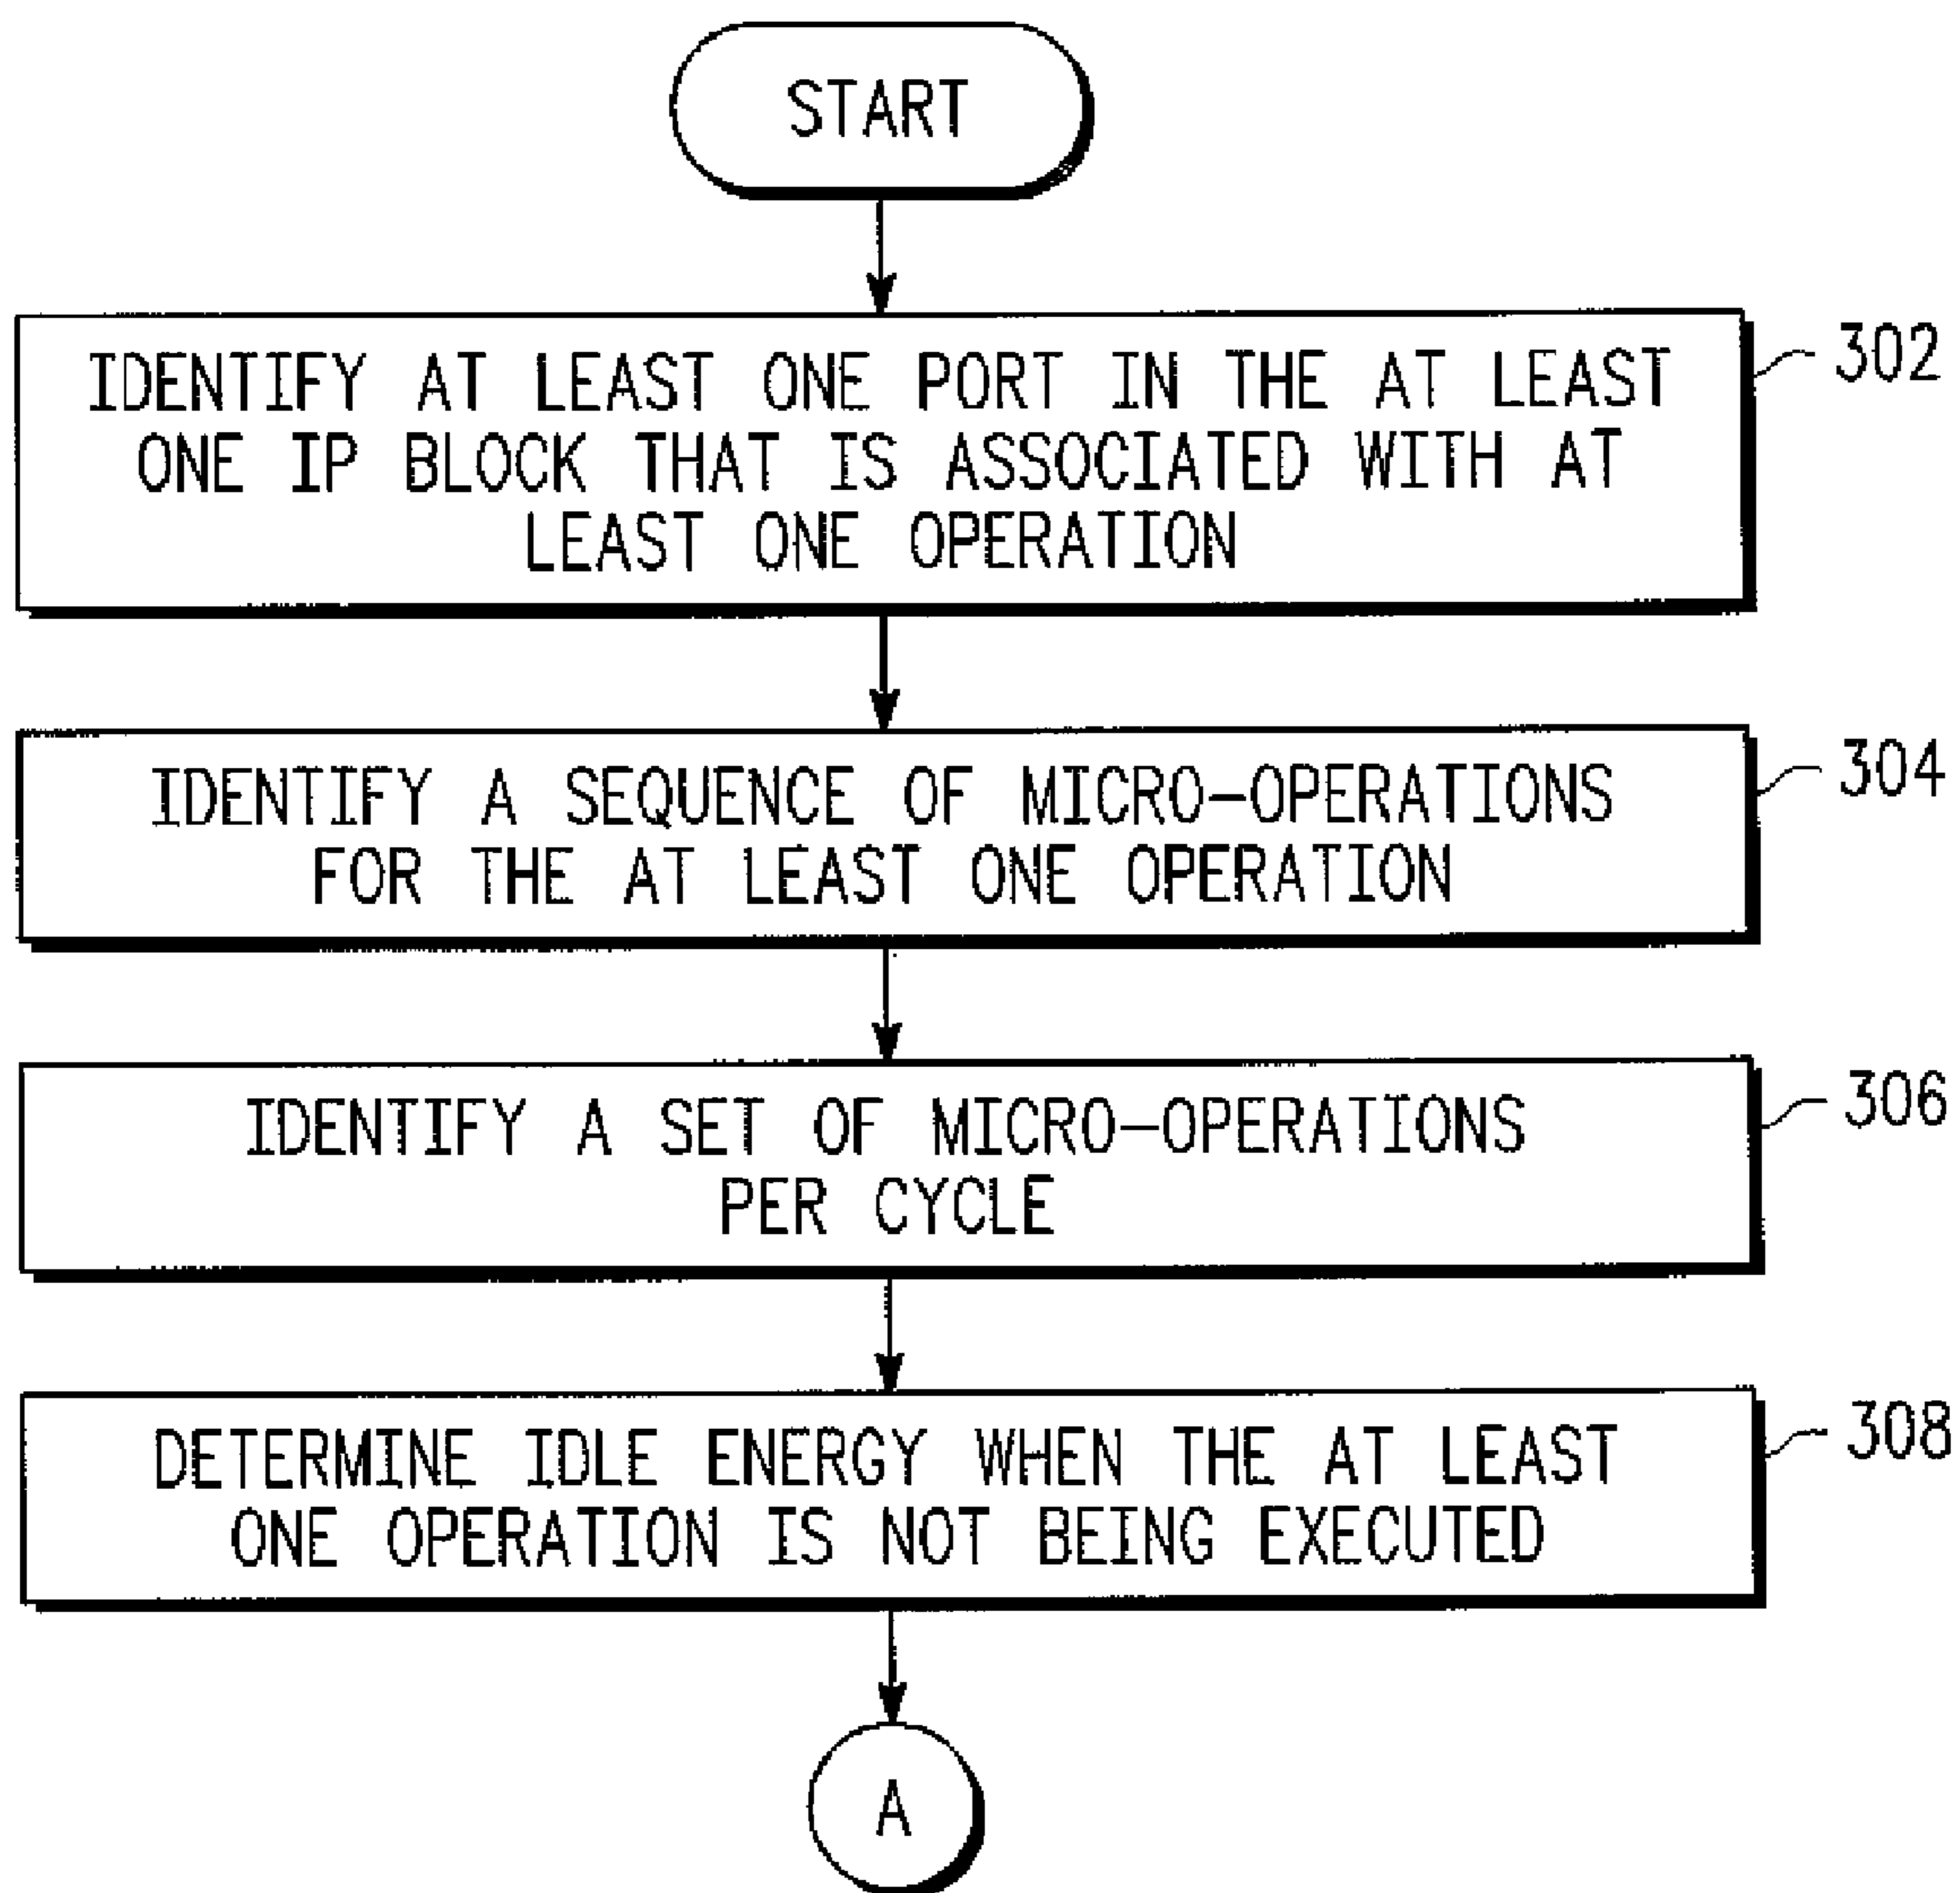 START
IDENTIFY AT LEAST ONE PORT IN THE AT LEAST
ONE IP BLOCK THAT IS ASSOCIATED WITH AT
LEAST ONE OPERATION
302
IDENTIFY A SEQUENCE OF MICRO-OPERATIONS
FOR THE AT LEAST ONE OPERATION
304
IDENTIFY A SET OF MICRO-OPERATIONS
PER CYCLE
306
DETERMINE IDLE ENERGY WHEN THE AT LEAST
ONE OPERATION IS NOT BEING EXECUTED
308
A